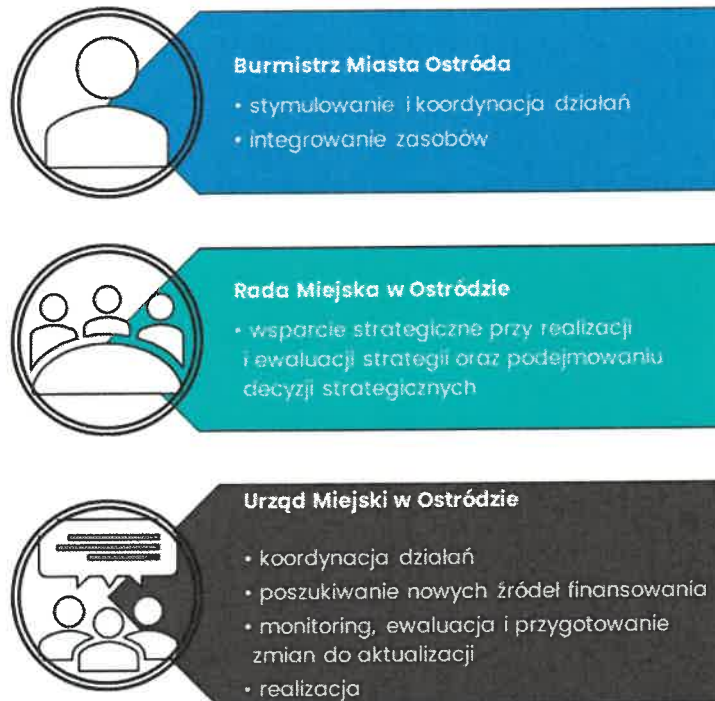 Burmistrz Miasta Ostróda
• stymulowanie i koordynacja działań
• integrowanie zasobów
Rada Miejska w Ostródzie
• wsparcie strategiczne przy realizacji
i ewaluacji strategii oraz podejmowaniu
decyzji strategicznych
Urząd Miejski w Ostródzie
• koordynacja działań
• poszukiwanie nowych źródeł finansowania
• monitoring, ewaluacja i przygotowanie
zmian do aktualizacji
• realizacja